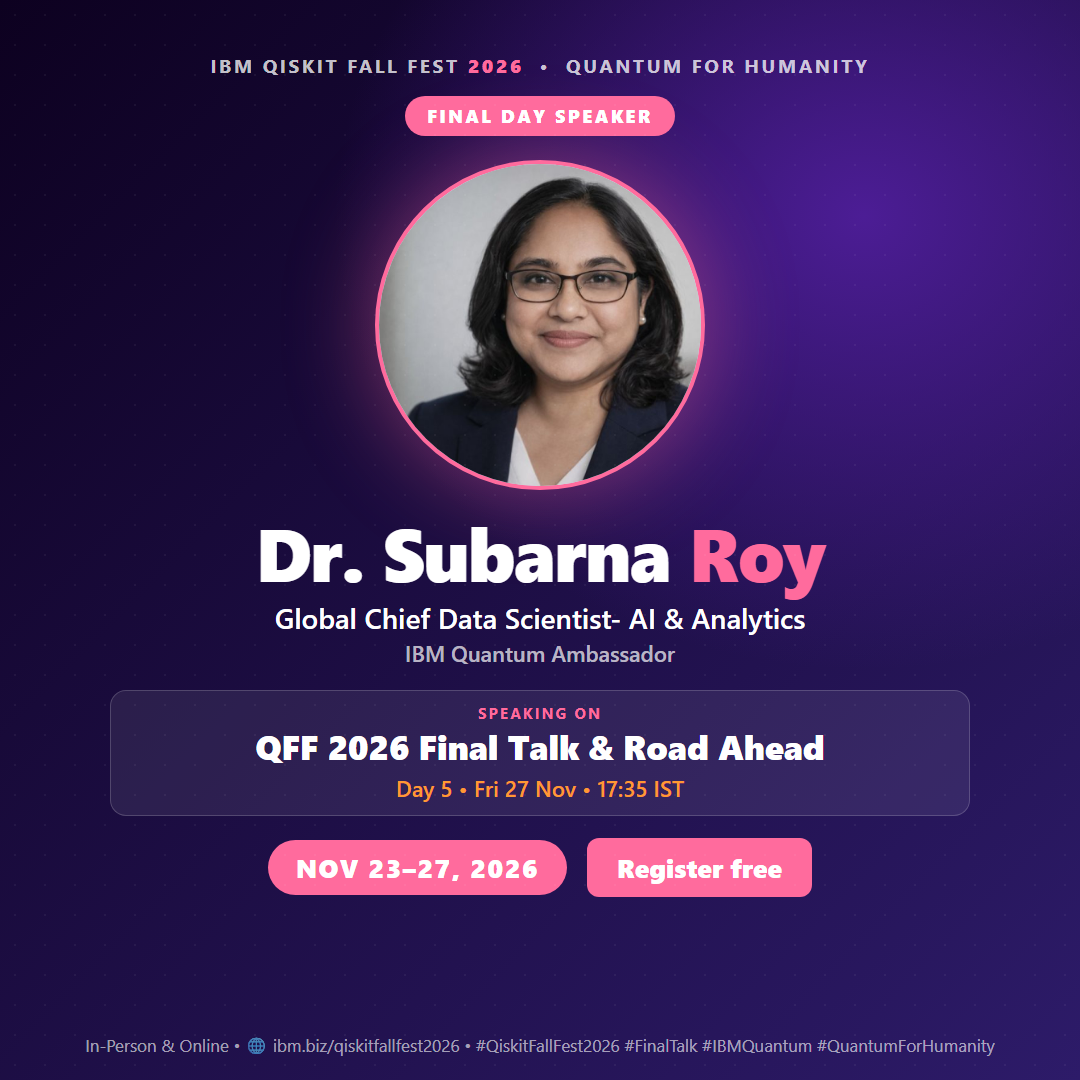 IBM QISKIT FALL FEST 2026 • QUANTUM FOR HUMANITY
FINAL DAY SPEAKER
Dr. Subarna Roy
Global Chief Data Scientist- AI & Analytics
IBM Quantum Ambassador
SPEAKING ON
QFF 2026 Final Talk & Road Ahead
Day 5 • Fri 27 Nov • 17:35 IST
NOV 23–27, 2026
Register free
In-Person & Online • 🌐 ibm.biz/qiskitfallfest2026 • #QiskitFallFest2026 #FinalTalk #IBMQuantum #QuantumForHumanity